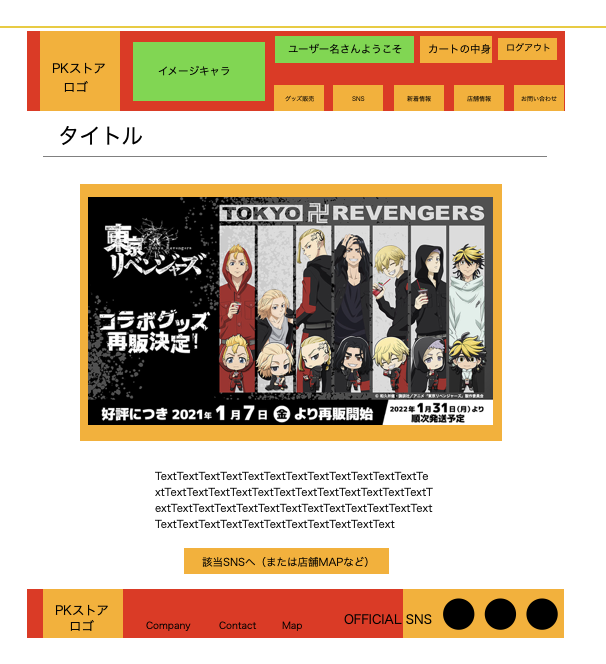 PKストア
ロゴ
イメージキャラ
ユーザー名さんようこそ
カートの中身
ログアウト
グッズ販売
SNS
新着情報
店舗情報
お問い合わせ
タイトル
TOKYO 卍 REVENGERS
東京
リベンジャーズ
Tokyo Revengers
コラボグッズ
再販決定!
© 和久井健・講談社/アニメ「東京リベンジャーズ」製作委員会
好評につき 2021年1月7日 金 より再販開始
2022年1月31日(月)より
順次発送予定
TextTextTextTextTextTextTextTextTextTextTextTextTe
xtTextTextTextTextTextTextTextTextTextTextTextTextT
extTextTextTextTextTextTextTextTextTextTextTextText
TextTextTextTextTextTextTextTextTextTextText
該当SNSへ(または店舗MAPなど)
PKストア
ロゴ
Company
Contact
Map
OFFICIAL SNS